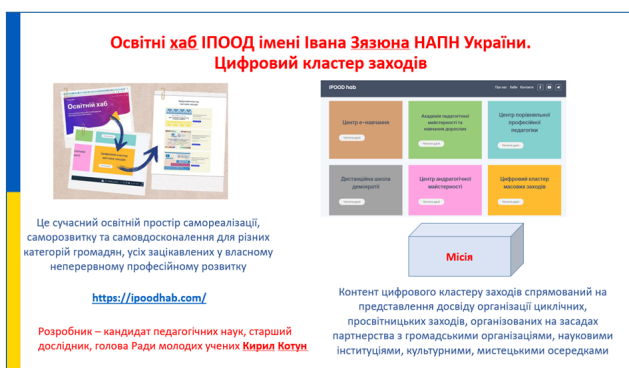 Освітні хаб ІПООД імені Івана Зязюна НАПН України.
Цифровий кластер заходів
Освітній хаб
IPOOD hab
Про нас Хаби Контакти
Центр е-навчання
Академія педагогічної
майстерності та
навчання дорослих
Центр порівняльної
професійної
педагогіки
Дистанційна школа
демократії
Центр андрагогічної
майстерності
Цифровий кластер
масових заходів
Це сучасний освітній простір самореалізації,
саморозвитку та самовдосконалення для різних
категорій громадян, усіх зацікавлених у власному
неперервному професійному розвитку
https://ipoodhab.com/
Розробник – кандидат педагогічних наук, старший
дослідник, голова Ради молодих учених Кирил Котун
Місія
Контент цифрового кластеру заходів спрямований на
представлення досвіду організації циклічних,
просвітницьких заходів, організованих на засадах
партнерства з громадськими організаціями, науковими
інституціями, культурними, мистецькими осередками